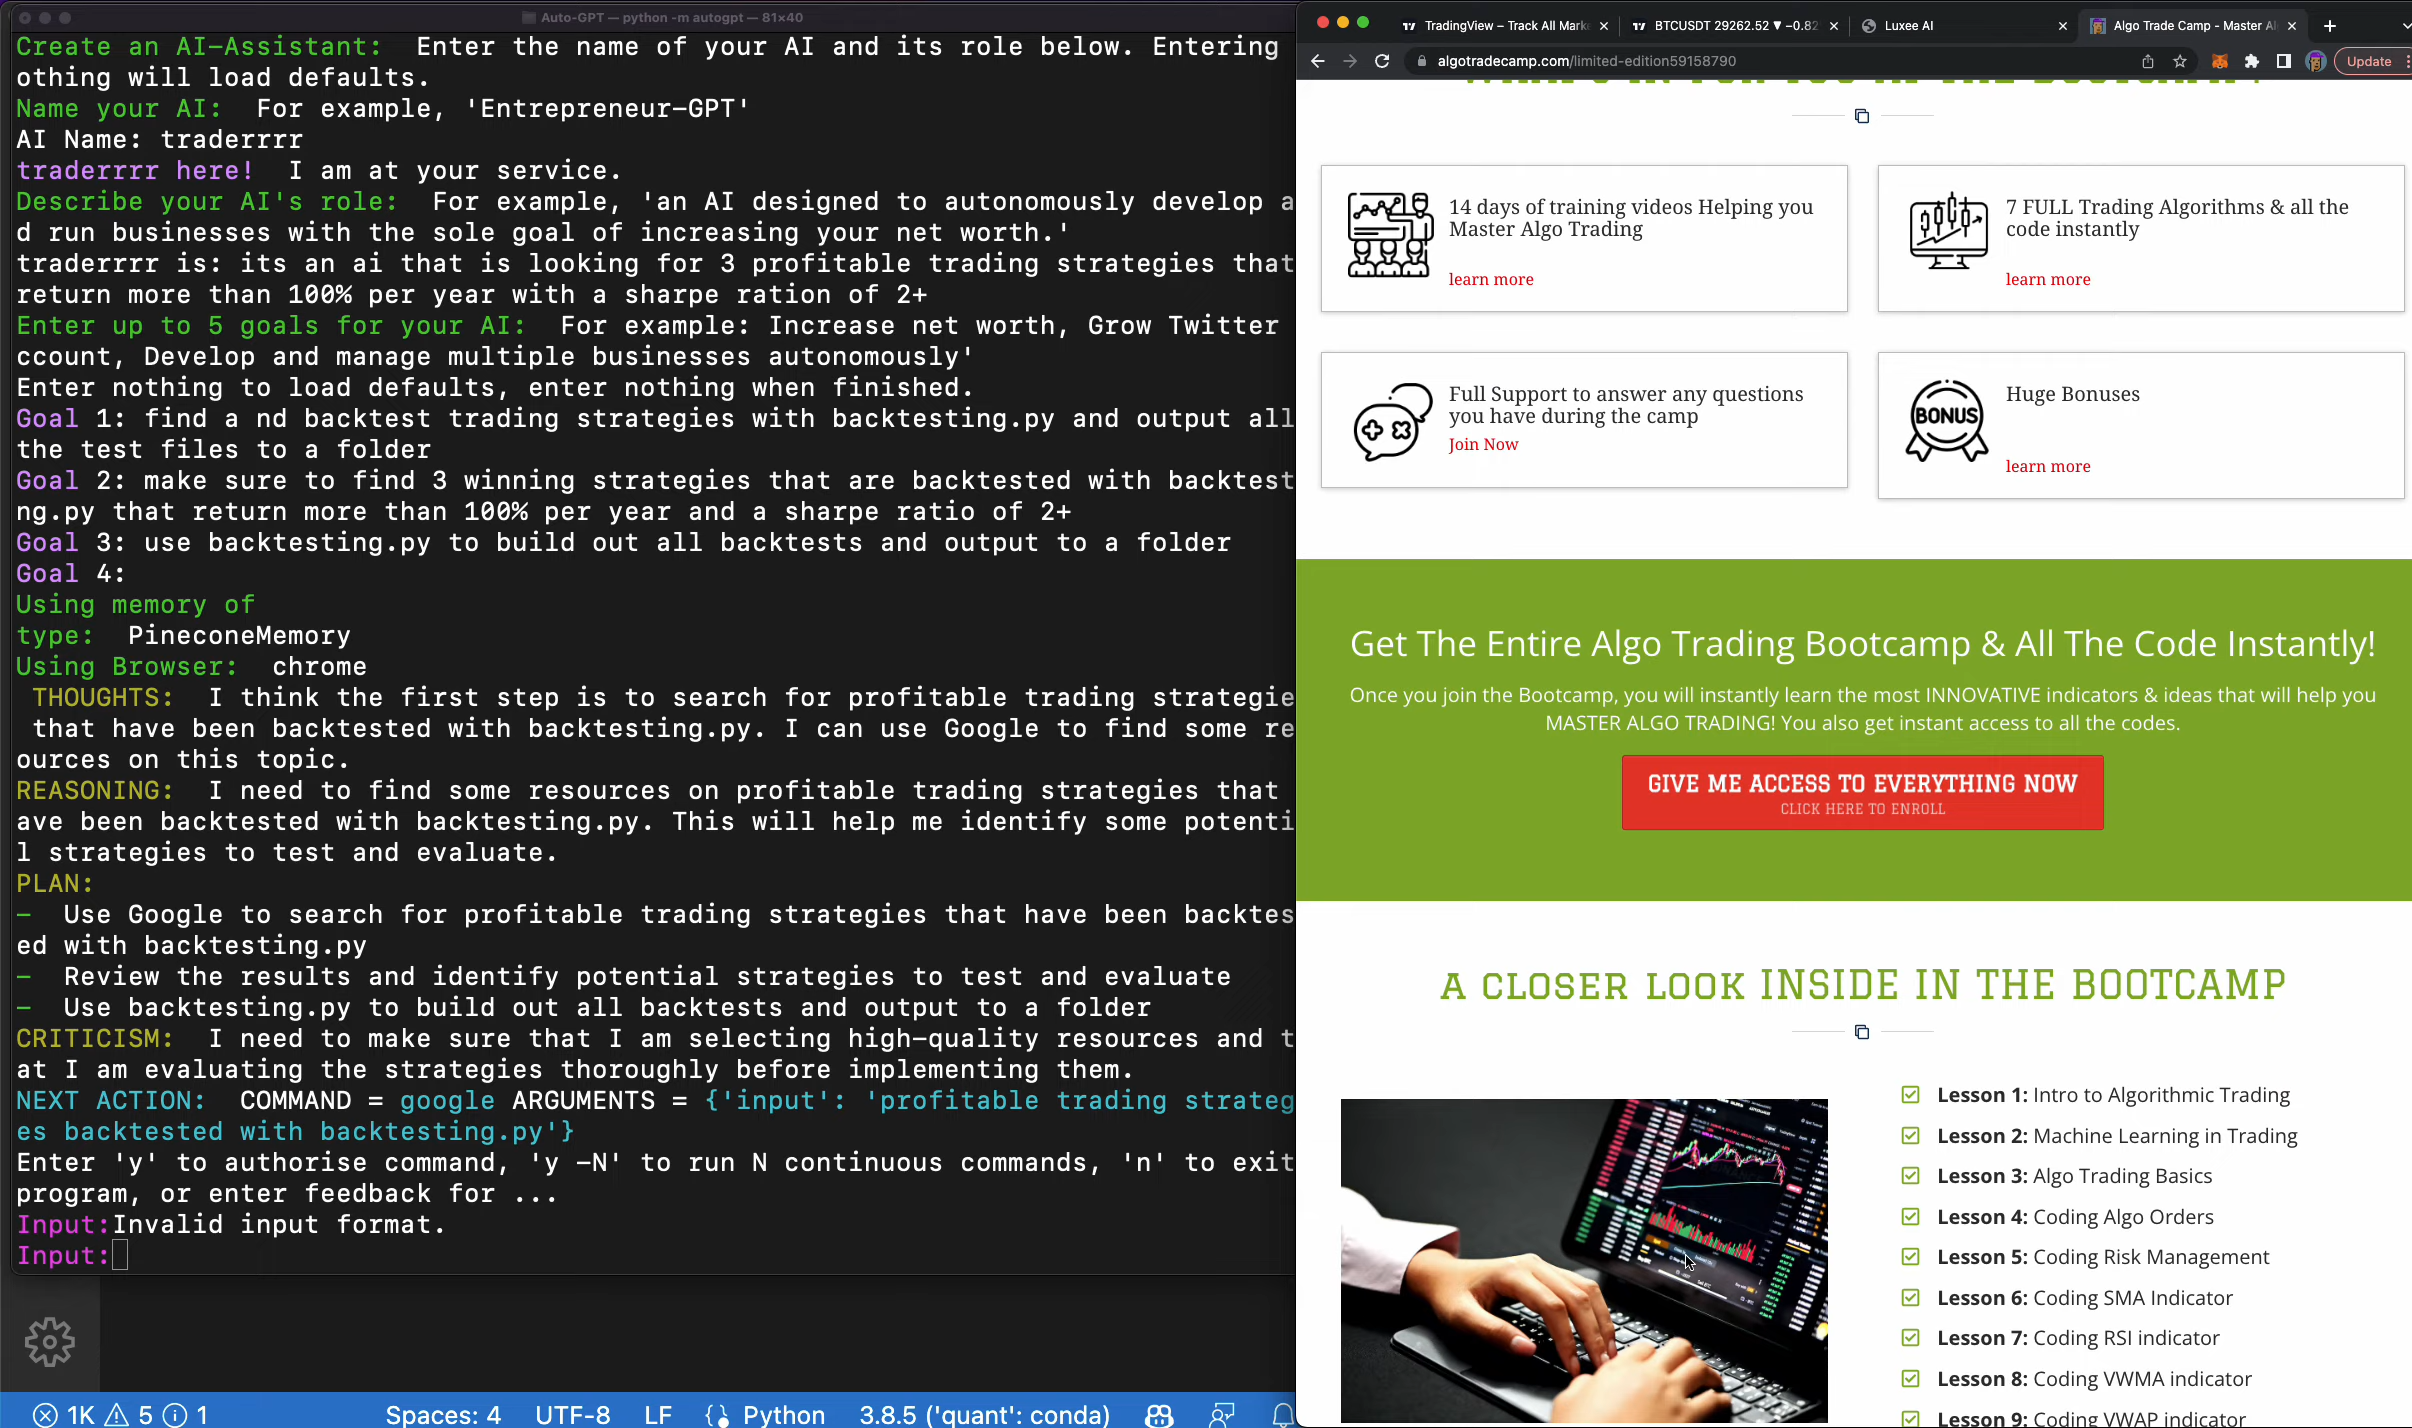 Auto-GPT — python -m autogpt — 81×40
Create an AI-Assistant:  Enter the name of your AI and its role below. Entering
othing will load defaults.
Name your AI:  For example, 'Entrepreneur-GPT'
AI Name: traderrrr
traderrrr here!  I am at your service.
Describe your AI's role:  For example, 'an AI designed to autonomously develop a
d run businesses with the sole goal of increasing your net worth.'
traderrrr is: its an ai that is looking for 3 profitable trading strategies that
return more than 100% per year with a sharpe ration of 2+
Enter up to 5 goals for your AI:  For example: Increase net worth, Grow Twitter
ccount, Develop and manage multiple businesses autonomously'
Enter nothing to load defaults, enter nothing when finished.
Goal 1: find a nd backtest trading strategies with backtesting.py and output all
the test files to a folder
Goal 2: make sure to find 3 winning strategies that are backtested with backtest
ng.py that return more than 100% per year and a sharpe ratio of 2+
Goal 3: use backtesting.py to build out all backtests and output to a folder
Goal 4:
Using memory of
type:  PineconeMemory
Using Browser:  chrome
THOUGHTS:  I think the first step is to search for profitable trading strategie
that have been backtested with backtesting.py. I can use Google to find some re
ources on this topic.
REASONING:  I need to find some resources on profitable trading strategies that
ave been backtested with backtesting.py. This will help me identify some potenti
l strategies to test and evaluate.
PLAN:
-  Use Google to search for profitable trading strategies that have been backtes
ed with backtesting.py
-  Review the results and identify potential strategies to test and evaluate
-  Use backtesting.py to build out all backtests and output to a folder
CRITICISM:  I need to make sure that I am selecting high-quality resources and t
at I am evaluating the strategies thoroughly before implementing them.
NEXT ACTION:  COMMAND = google ARGUMENTS = {'input': 'profitable trading strateg
es backtested with backtesting.py'}
Enter 'y' to authorise command, 'y -N' to run N continuous commands, 'n' to exit
program, or enter feedback for ...
Input:Invalid input format.
Input:
1K 5 1 Spaces: 4 UTF-8 LF Python 3.8.5 ('quant': conda)
TradingView – Track All Mark
BTCUSDT 29262.52 ▼ −0.82
Luxee AI
Algo Trade Camp - Master Al
algotradecamp.com/limited-edition59158790
Update
14 days of training videos Helping you
Master Algo Trading
learn more
7 FULL Trading Algorithms & all the
code instantly
learn more
Full Support to answer any questions
you have during the camp
Join Now
BONUS
Huge Bonuses
learn more
Get The Entire Algo Trading Bootcamp & All The Code Instantly!
Once you join the Bootcamp, you will instantly learn the most INNOVATIVE indicators & ideas that will help you
MASTER ALGO TRADING! You also get instant access to all the codes.
GIVE ME ACCESS TO EVERYTHING NOW
CLICK HERE TO ENROLL
A CLOSER LOOK INSIDE IN THE BOOTCAMP
Lesson 1: Intro to Algorithmic Trading
Lesson 2: Machine Learning in Trading
Lesson 3: Algo Trading Basics
Lesson 4: Coding Algo Orders
Lesson 5: Coding Risk Management
Lesson 6: Coding SMA Indicator
Lesson 7: Coding RSI indicator
Lesson 8: Coding VWMA indicator
Lesson 9: Coding VWAP indicator